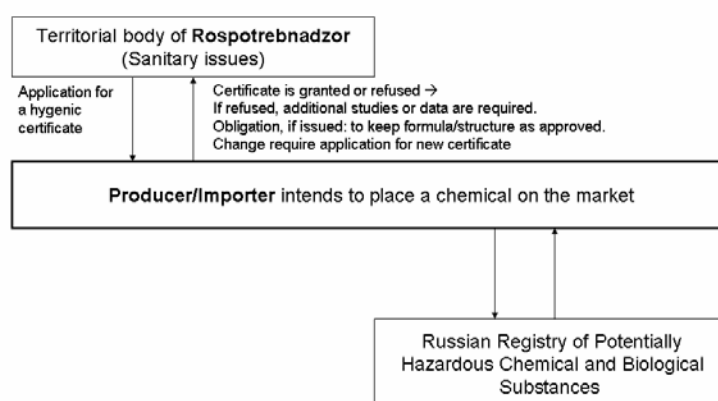 Territorial body of Rospotrebnadzor
(Sanitary issues)
Application for
a hygenic
certificate
Certificate is granted or refused →
If refused, additional studies or data are required.
Obligation, if issued: to keep formula/structure as approved.
Change require application for new certificate
Producer/Importer intends to place a chemical on the market
Russian Registry of Potentially
Hazardous Chemical and Biological
Substances